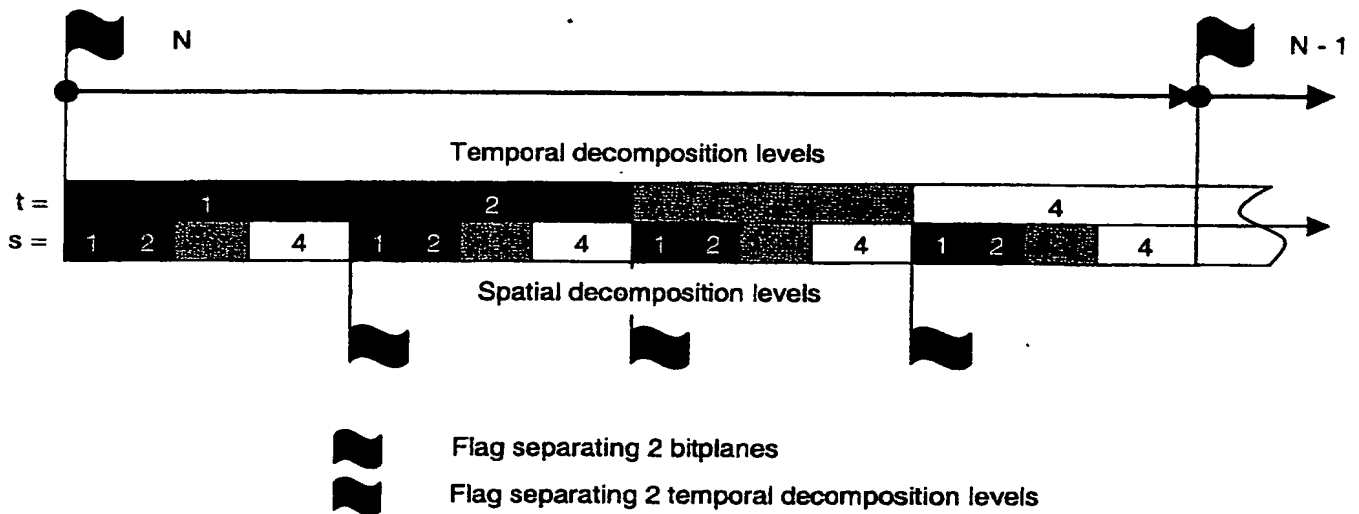 N
N - 1
Temporal decomposition levels
t = 1 2 4
s = 1 2 4 1 2 4 1 2 4 1 2 4
Spatial decomposition levels
Flag separating 2 bitplanes
Flag separating 2 temporal decomposition levels